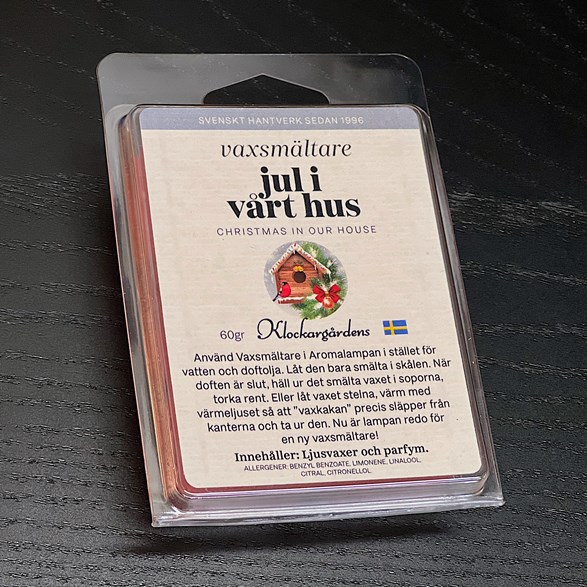 SVENSKT HANTVERK SEDAN 1996
vaxsmältare
jul i
vårt hus
CHRISTMAS IN OUR HOUSE
60gr Klockargårdens
Använd Vaxsmältare i Aromalampan i stället för
vatten och doftolja. Låt den bara smälta i skålen. När
doften är slut, häll ur det smälta vaxet i soporna,
torka rent. Eller låt vaxet stelna, värm med
värmeljuset så att "vaxkakan" precis släpper från
kanterna och ta ur den. Nu är lampan redo för
en ny vaxsmältare!
Innehåller: Ljusvaxer och parfym.
ALLERGENER: BENZYL BENZOATE, LIMONENE, LINALOOL,
CITRAL, CITRONELLOL.